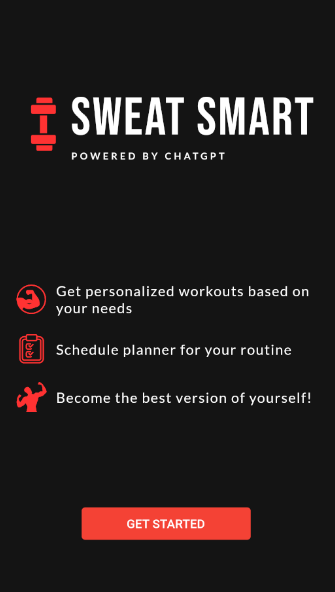 SWEAT SMART
POWERED BY CHATGPT
Get personalized workouts based on
your needs
Schedule planner for your routine
Become the best version of yourself!
GET STARTED